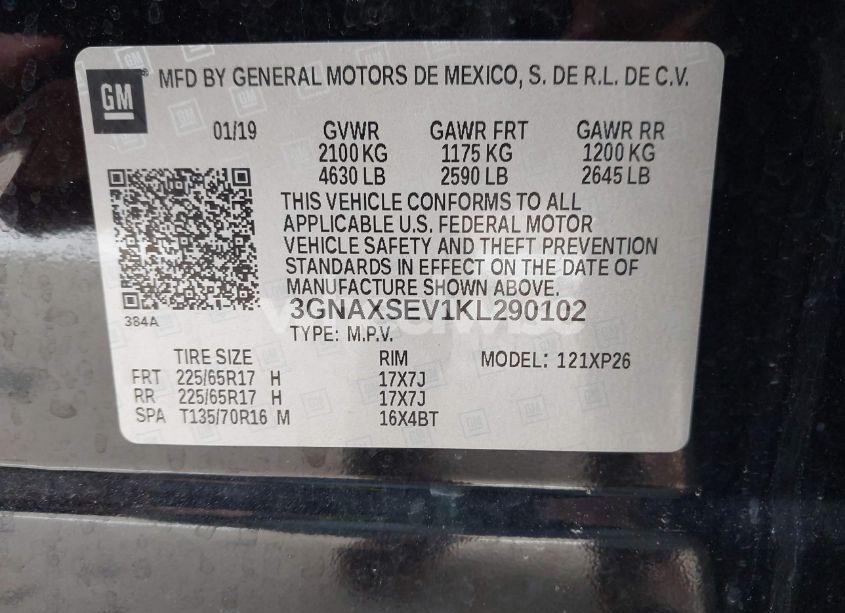 GM
MFD BY GENERAL MOTORS DE MEXICO, S. DE R.L. DE C.V.
01/19 GVWR GAWR FRT GAWR RR
2100 KG 1175 KG 1200 KG
4630 LB 2590 LB 2645 LB
THIS VEHICLE CONFORMS TO ALL
APPLICABLE U.S. FEDERAL MOTOR
VEHICLE SAFETY AND THEFT PREVENTION
STANDARDS IN EFFECT ON THE DATE OF
MANUFACTURE SHOWN ABOVE.
384A
3GNAXSEV1KL290102
TYPE: M.P.V.
TIRE SIZE RIM MODEL: 121XP26
FRT 225/65R17 H 17X7J
RR 225/65R17 H 17X7J
SPA T135/70R16 M 16X4BT